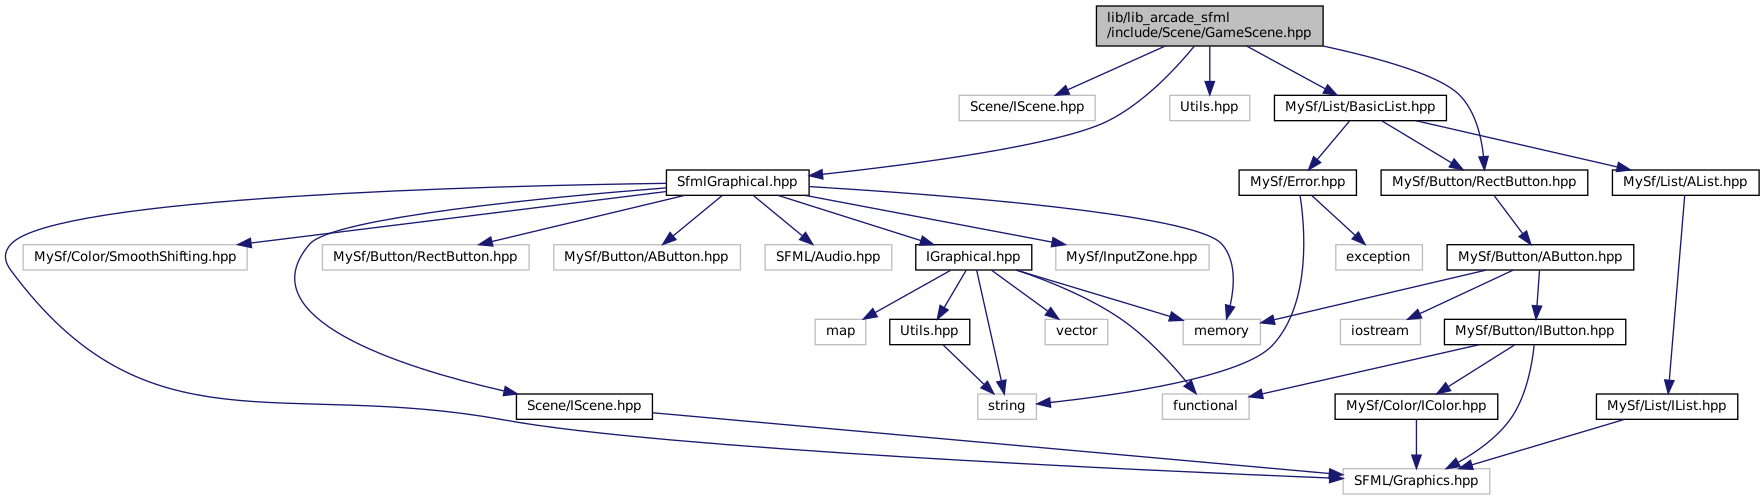 lib/lib_arcade_sfml
/include/Scene/GameScene.hpp
Scene/IScene.hpp
Utils.hpp
MySf/List/BasicList.hpp
SfmlGraphical.hpp
MySf/Error.hpp
MySf/Button/RectButton.hpp
MySf/List/AList.hpp
MySf/Color/SmoothShifting.hpp
MySf/Button/RectButton.hpp
MySf/Button/AButton.hpp
SFML/Audio.hpp
IGraphical.hpp
MySf/InputZone.hpp
exception
MySf/Button/AButton.hpp
map
Utils.hpp
vector
memory
iostream
MySf/Button/IButton.hpp
Scene/IScene.hpp
string
functional
MySf/Color/IColor.hpp
MySf/List/IList.hpp
SFML/Graphics.hpp